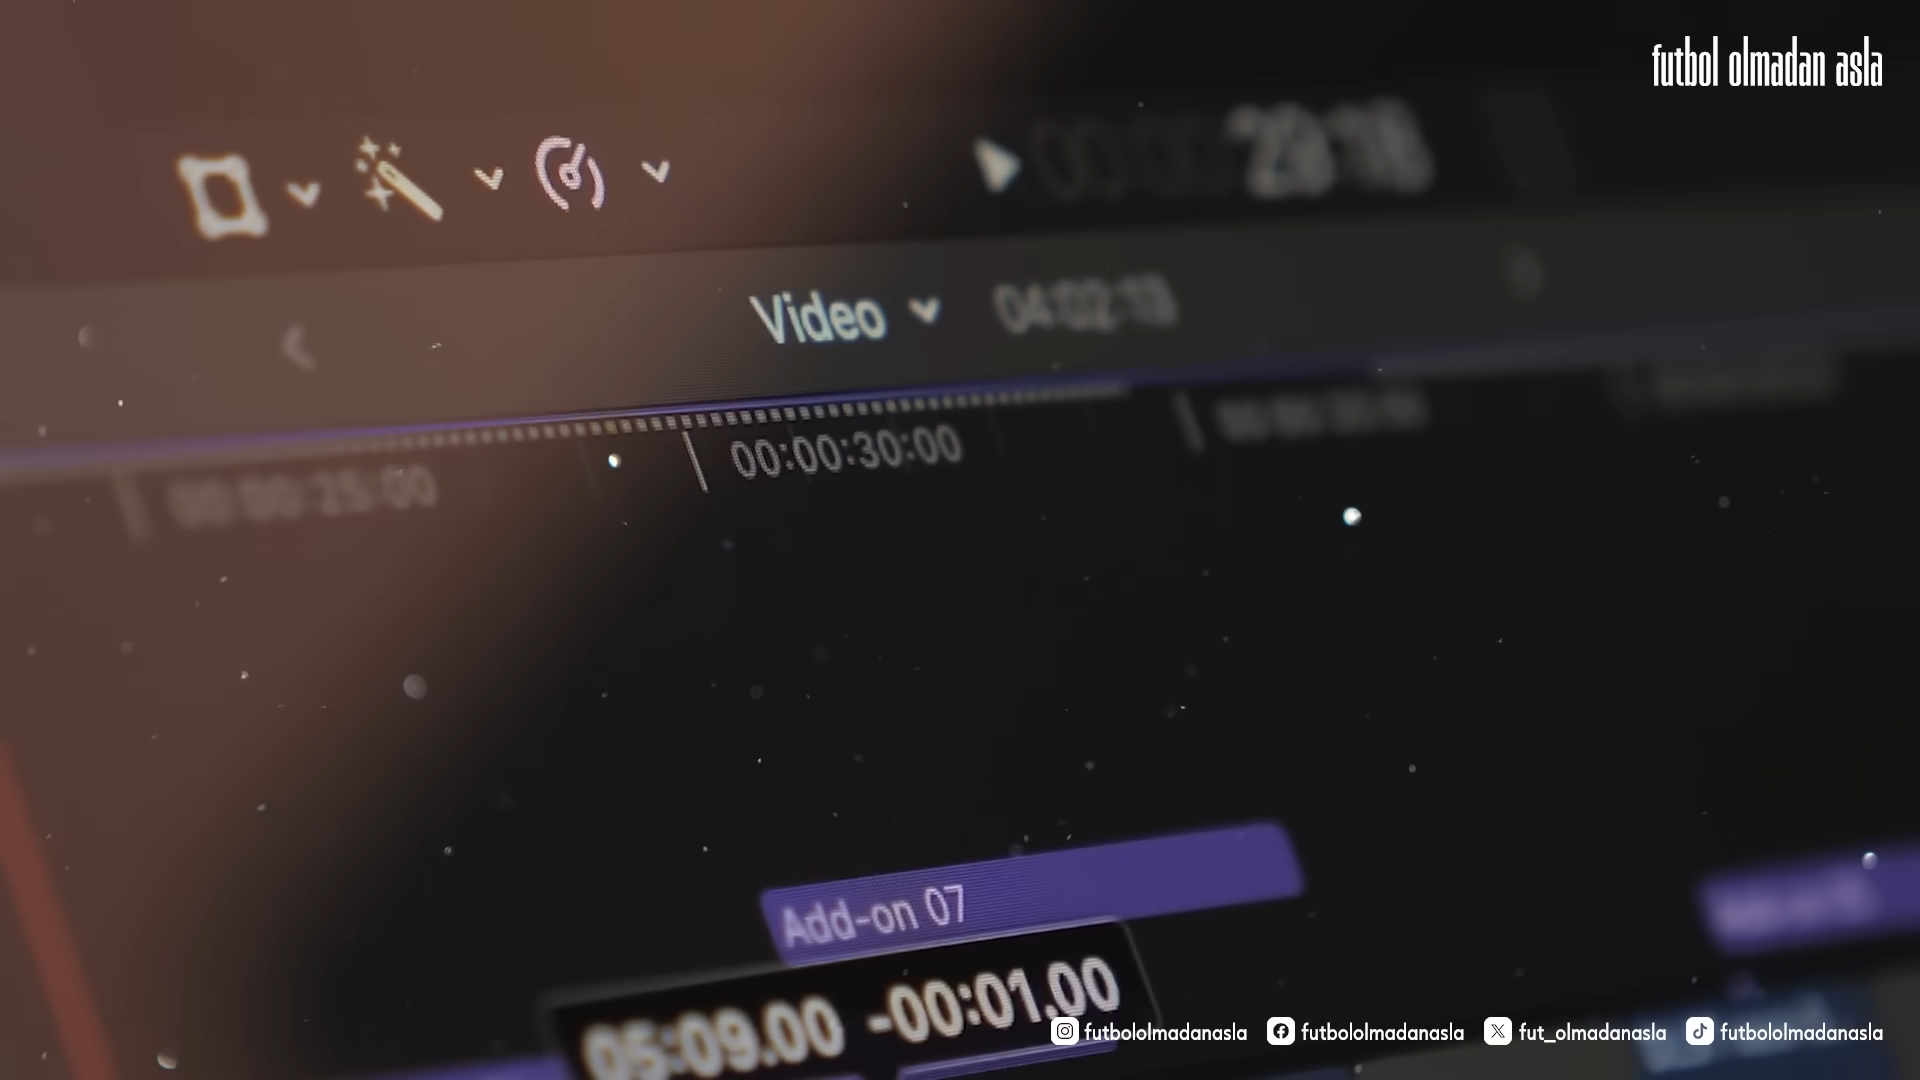 futbol olmadan asla
Video
04:02:19
00:00:25:00
00:00:30:00
Add-on 07
05:09.00 -00:01.00
futbololmadanasla
futbololmadanasla
fut_olmadanasla
futbololmadanasla